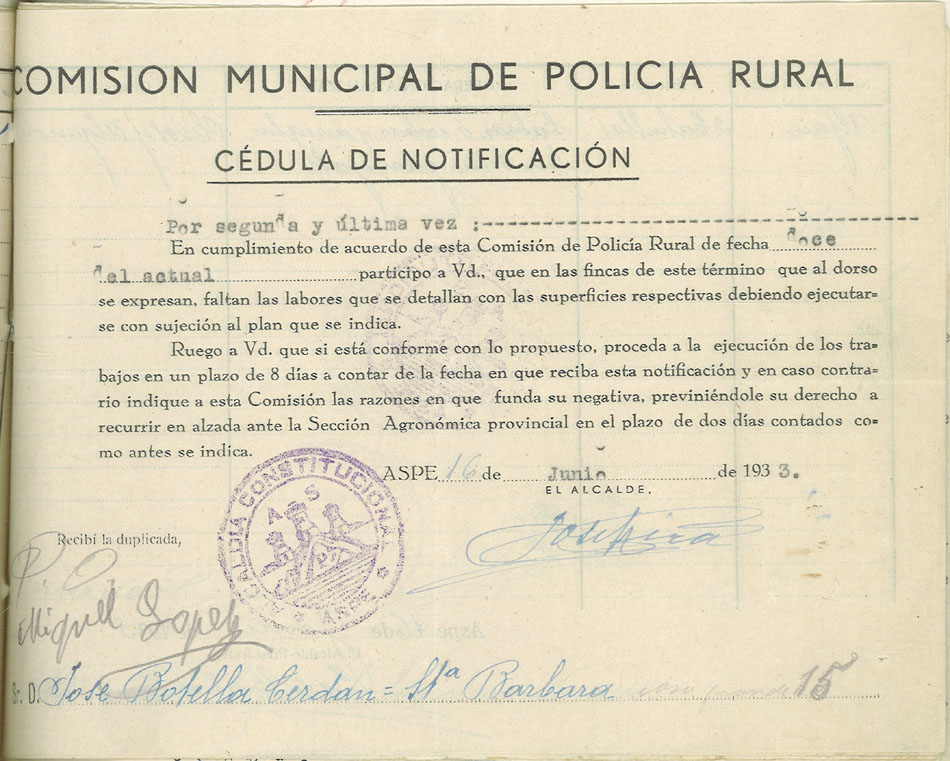 COMISION MUNICIPAL DE POLICIA RURAL
CÉDULA DE NOTIFICACIÓN
Por segunda y última vez :-----------------------------
En cumplimiento de acuerdo de esta Comisión de Policía Rural de fecha doce
del actual participo a Vd., que en las fincas de este término que al dorso
se expresan, faltan las labores que se detallan con las superficies respectivas debiendo ejecutar=
se con sujeción al plan que se indica.
Ruego a Vd. que si está conforme con lo propuesto, proceda a la ejecución de los tra=
bajos en un plazo de 8 días a contar de la fecha en que reciba esta notificación y en caso contra=
rio indique a esta Comisión las razones en que funda su negativa, previniéndole su derecho a
recurrir en alzada ante la Sección Agronómica provincial en el plazo de dos días contados co=
mo antes se indica.
ASPE 16 de Junio de 1933.
EL ALCALDE,
ALCALDIA CONSTITUCIONAL
A S P E
ASPE
Recibí la duplicada,
P. O.
Miguel Lopez
Sr. D. Jose Botella Cerdan = Sta Barbara 15